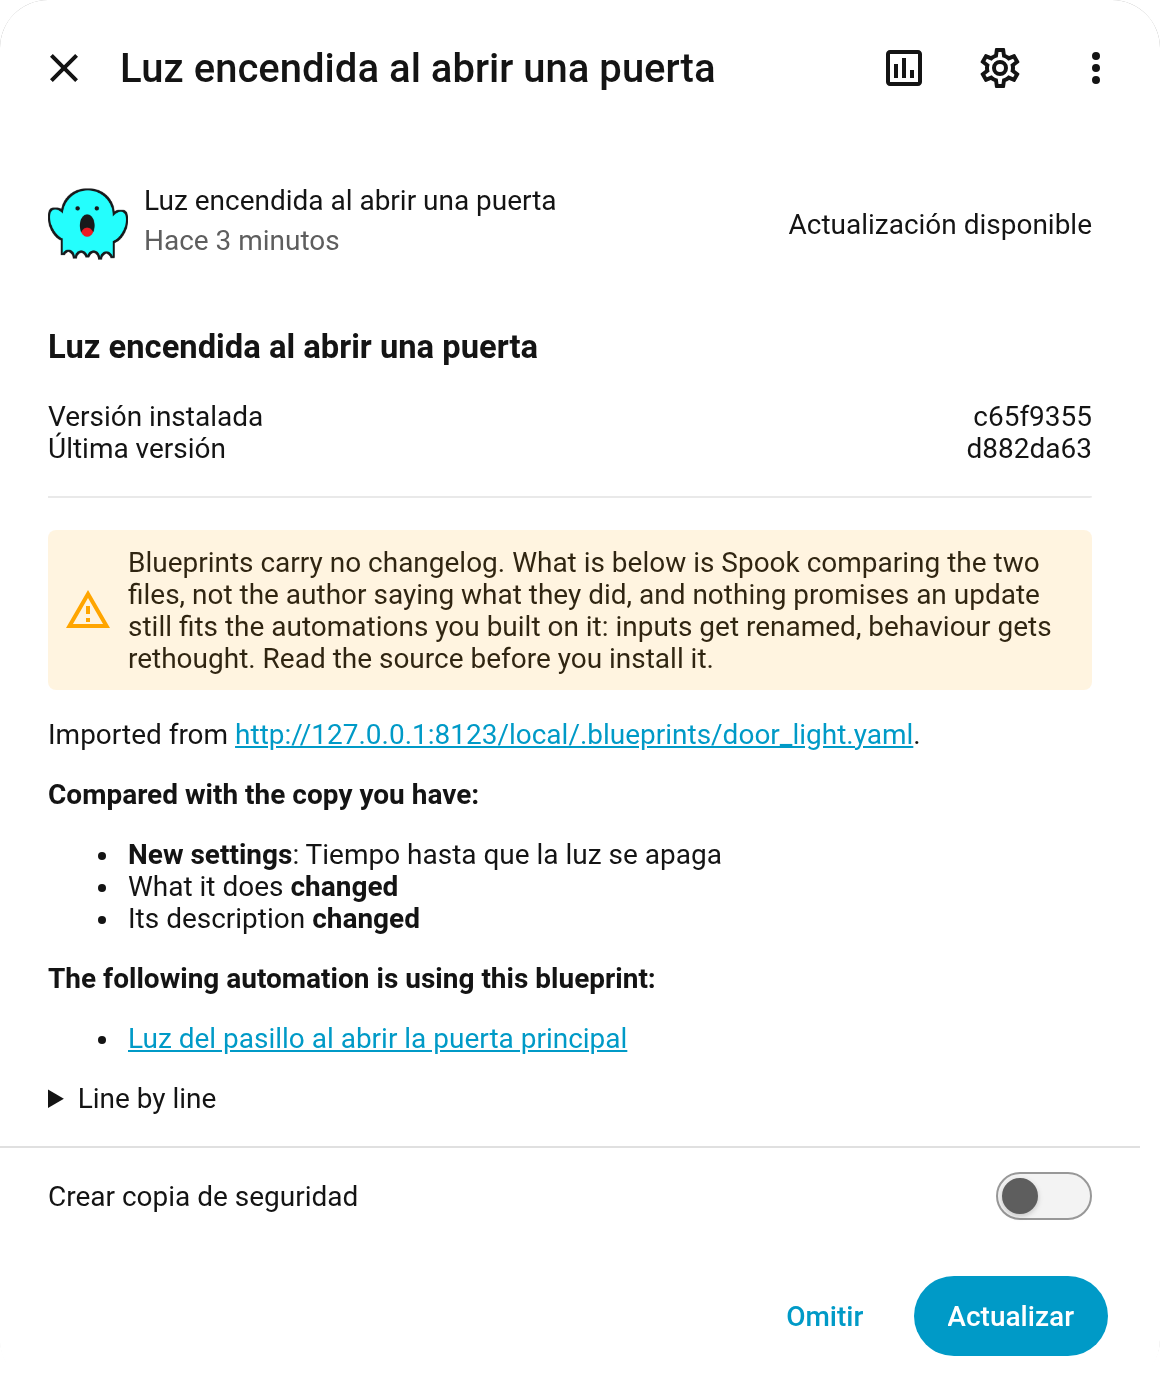 Luz encendida al abrir una puerta
Luz encendida al abrir una puerta
Hace 3 minutos
Actualización disponible
Luz encendida al abrir una puerta
Versión instalada c65f9355
Última versión d882da63
Blueprints carry no changelog. What is below is Spook comparing the two
files, not the author saying what they did, and nothing promises an update
still fits the automations you built on it: inputs get renamed, behaviour gets
rethought. Read the source before you install it.
Imported from http://127.0.0.1:8123/local/.blueprints/door_light.yaml.
Compared with the copy you have:
• New settings: Tiempo hasta que la luz se apaga
• What it does changed
• Its description changed
The following automation is using this blueprint:
• Luz del pasillo al abrir la puerta principal
Line by line
Crear copia de seguridad
Omitir
Actualizar